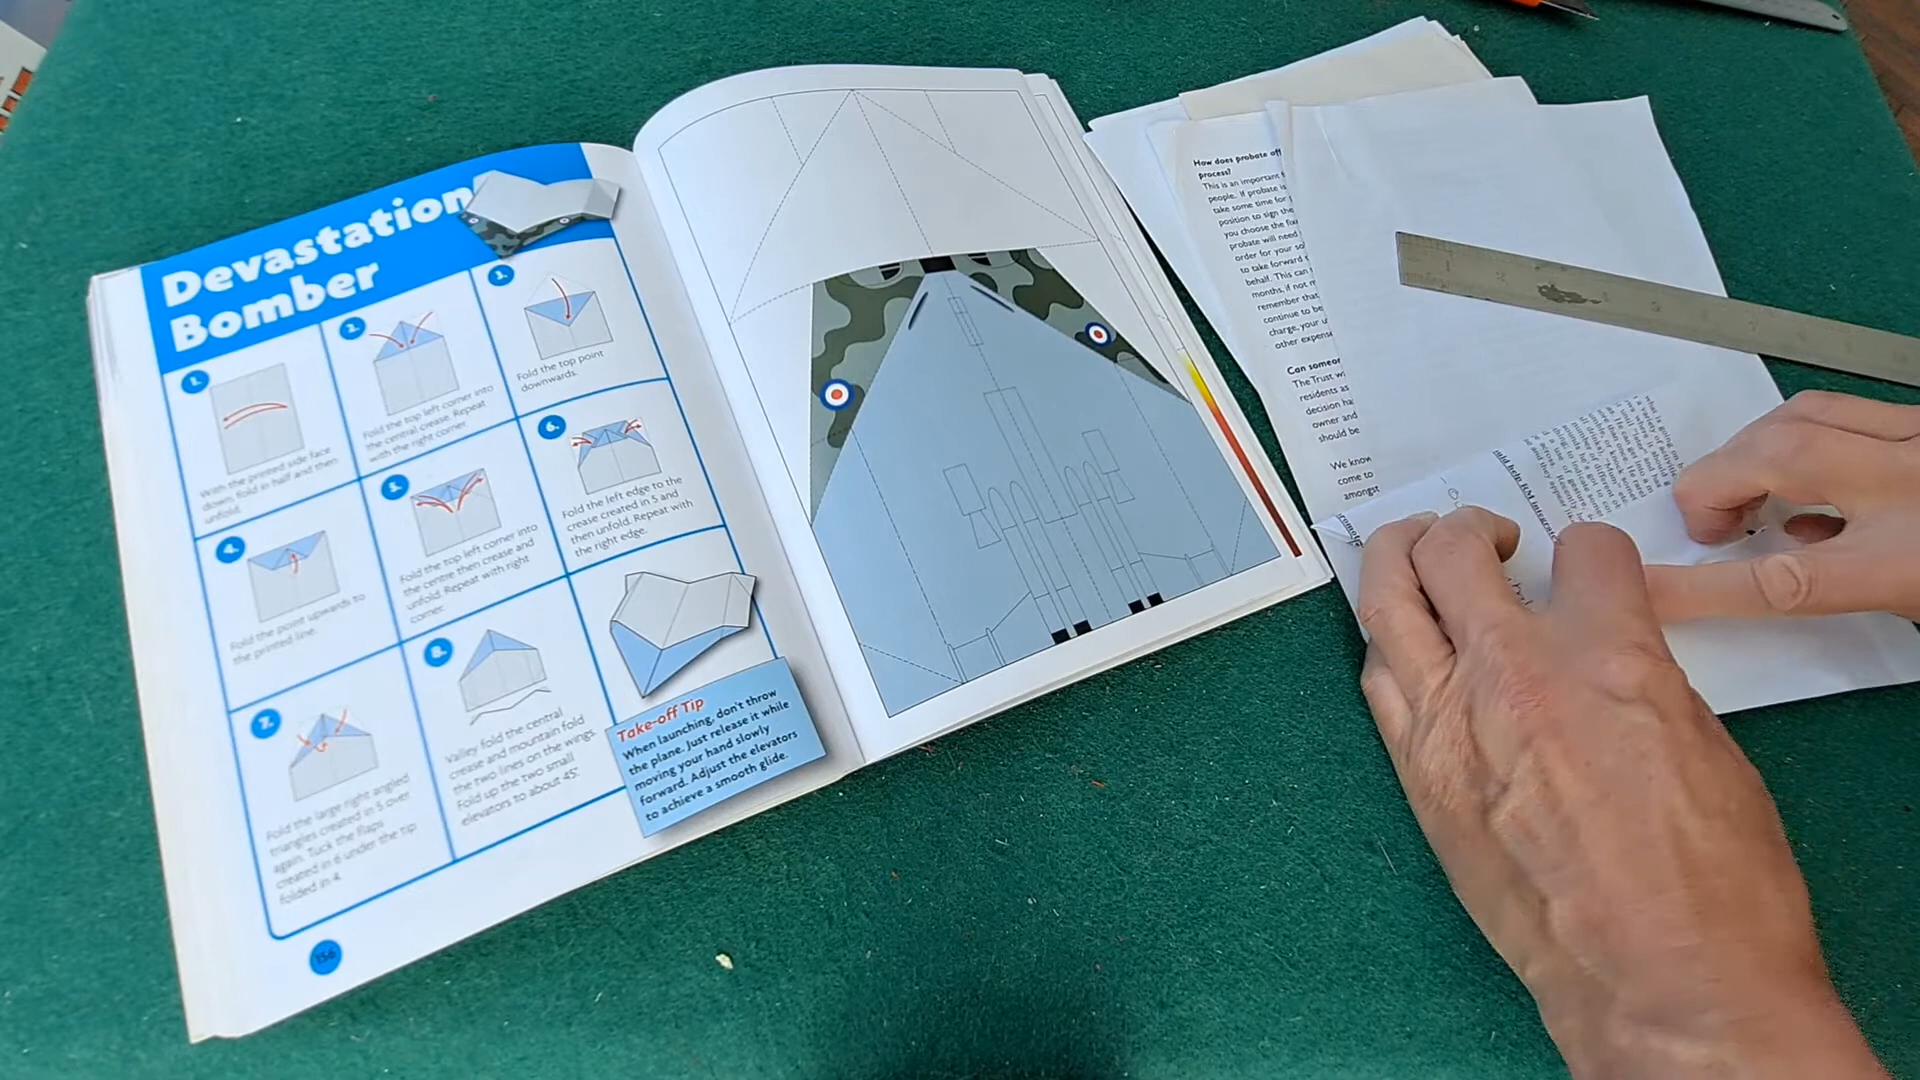 Devastation
Bomber
1.
With the printed side face
down, fold in half and then
unfold.
2.
Fold the top left corner into
the central crease. Repeat
with the right corner.
3.
Fold the top point
downwards.
4.
Fold the point upwards to
the printed line.
5.
Fold the top left corner into
the centre then crease and
unfold. Repeat with right
corner.
6.
Fold the left edge to the
crease created in 5 and
then unfold. Repeat with
the right edge.
7.
Fold the large right angled
triangles created in 5 over
again. Tuck the flaps
created in 6 under the tip
folded in 4.
8.
Valley fold the central
crease and mountain fold
the two lines on the wings.
Fold up the two small
elevators to about 45°.
Take-off Tip
When launching, don't throw
the plane. Just release it while
moving your hand slowly
forward. Adjust the elevators
to achieve a smooth glide.
156
How does probate
process?
This is an important
people. If probate is
take some time for
position to sign the
you choose the
probate will need
order for your
to take forward
behalf. This can
months, if not
remember that
continue to be
charge, your
other
Can
The Trust
residents as
decision
owner and
should be
We know
come to
amongst